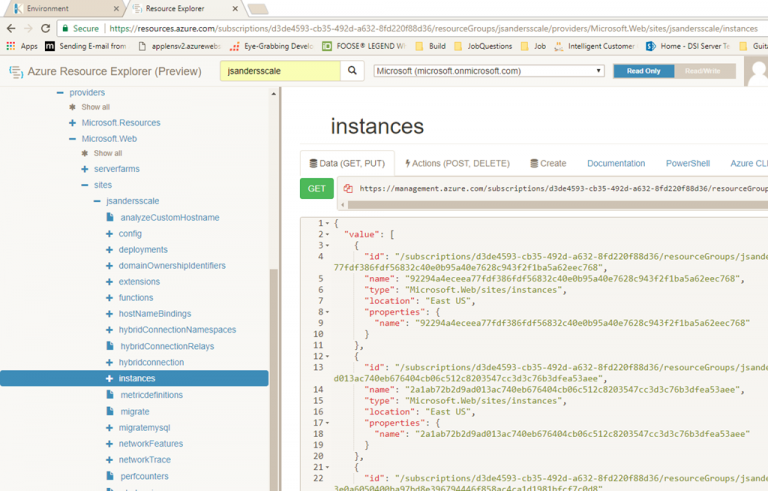 Environment
Resource Explorer
Secure
https://resources.azure.com/subscriptions/d3de4593-cb35-492d-a632-8fd220f88d36/resourceGroups/jsandersscale/providers/Microsoft.Web/sites/jsandersscale/instances
Apps
Sending E-mail from
applensv2.azurewebs
Eye-Grabbing Develo
FOOSE® LEGEND W
Build
JobQuestions
Job
Intelligent Customer
Home - DSI Server To
Guita
Azure Resource Explorer (Preview)
jsandersscale
Microsoft (microsoft.onmicrosoft.com)
Read Only
Read/Write
providers
Show all
Microsoft.Resources
Microsoft.Web
Show all
serverfarms
sites
jsandersscale
analyzeCustomHostname
config
deployments
domainOwnershipIdentifiers
extensions
functions
hostNameBindings
hybridConnectionNamespaces
hybridConnectionRelays
hybridconnection
instances
metricdefinitions
migrate
migratemysql
networkFeatures
networkTrace
perfcounters
instances
Data (GET, PUT)
Actions (POST, DELETE)
Create
Documentation
PowerShell
Azure CL
GET
https://management.azure.com/subscriptions/d3de4593-cb35-492d-a632-8fd220f88d36/resourceGroup
1 {
2 "value": [
3 {
4 "id": "/subscriptions/d3de4593-cb35-492d-a632-8fd220f88d36/resourceGroups/jsande
77fdf386fdf56832c40e0b95a40e7628c943f2f1ba5a62eec768",
5 "name": "92294a4eceea77fdf386fdf56832c40e0b95a40e7628c943f2f1ba5a62eec768",
6 "type": "Microsoft.Web/sites/instances",
7 "location": "East US",
8 "properties": {
9 "name": "92294a4eceea77fdf386fdf56832c40e0b95a40e7628c943f2f1ba5a62eec768"
10 }
11 },
12 {
13 "id": "/subscriptions/d3de4593-cb35-492d-a632-8fd220f88d36/resourceGroups/jsande
d013ac740eb676404cb06c512c8203547cc3d3c76b3dfea53aee",
14 "name": "2a1ab72b2d9ad013ac740eb676404cb06c512c8203547cc3d3c76b3dfea53aee",
15 "type": "Microsoft.Web/sites/instances",
16 "location": "East US",
17 "properties": {
18 "name": "2a1ab72b2d9ad013ac740eb676404cb06c512c8203547cc3d3c76b3dfea53aee"
19 }
20 },
21 {
22 "id": "/subscriptions/d3de4593-cb35-492d-a632-8fd220f88d36/resourceGroups/jsande